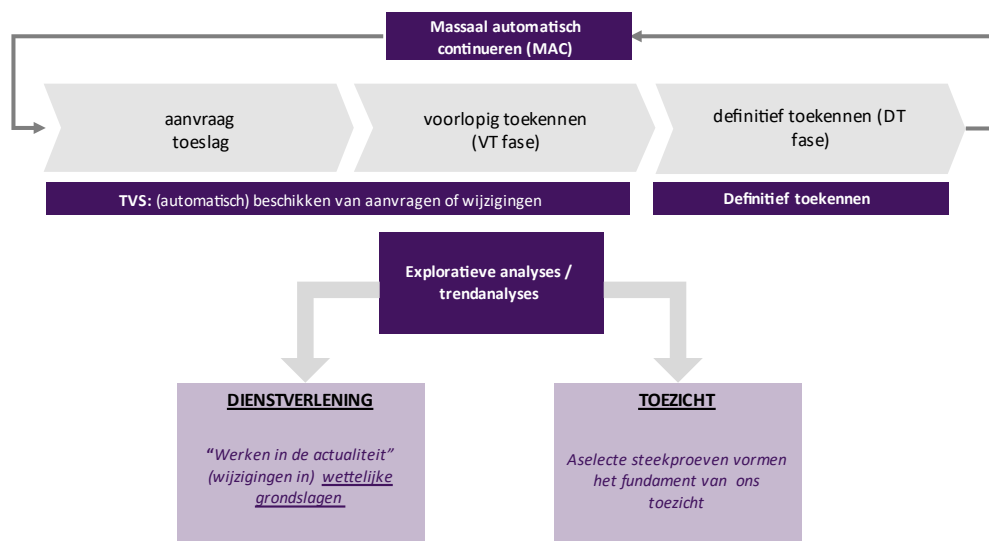 Massaal automatisch
continueren (MAC)
aanvraag
toeslag
voorlopig toekennen
(VT fase)
definitief toekennen (DT
fase)
TVS: (automatisch) beschikken van aanvragen of wijzigingen
Definitief toekennen
Exploratieve analyses /
trendanalyses
DIENSTVERLENING
“Werken in de actualiteit”
(wijzigingen in) wettelijke
grondslagen
TOEZICHT
Aselecte steekproeven vormen
het fundament van ons
toezicht